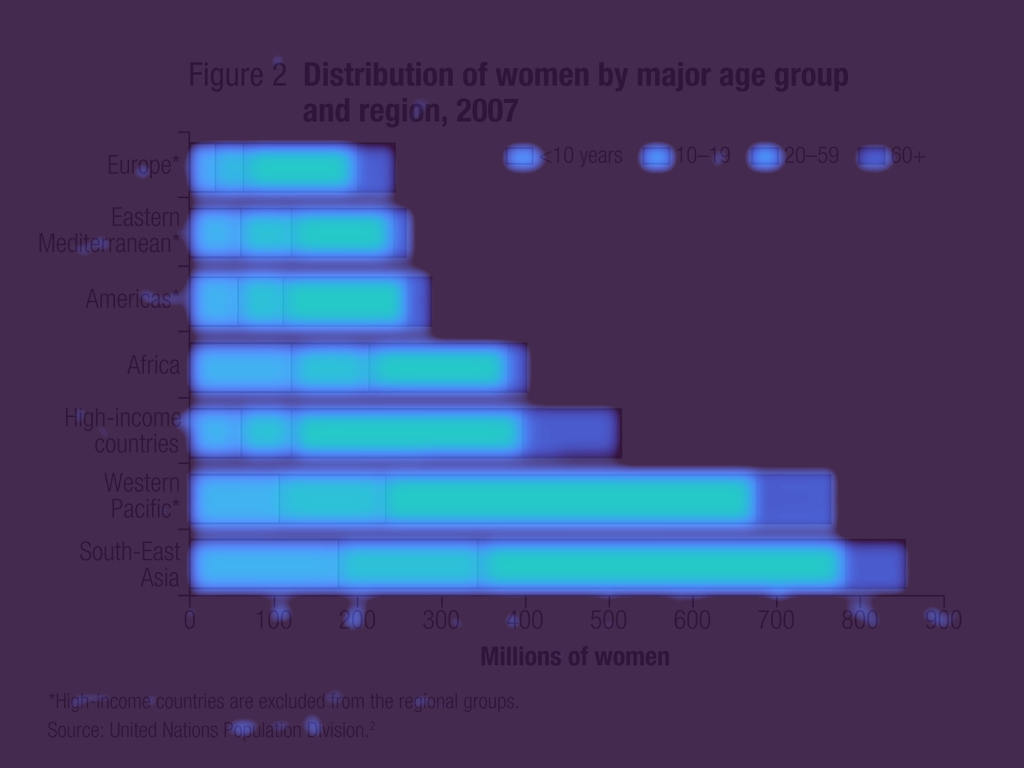 Figure 2 Distribution of women by major age group
and region, 2007
<10 years 10–19 20–59 60+
Europe*
Eastern
Mediterranean*
Americas*
Africa
High-income
countries
Western
Pacific*
South-East
Asia
0 100 200 300 400 500 600 700 800 900
Millions of women
*High-income countries are excluded from the regional groups.
Source: United Nations Population Division.²